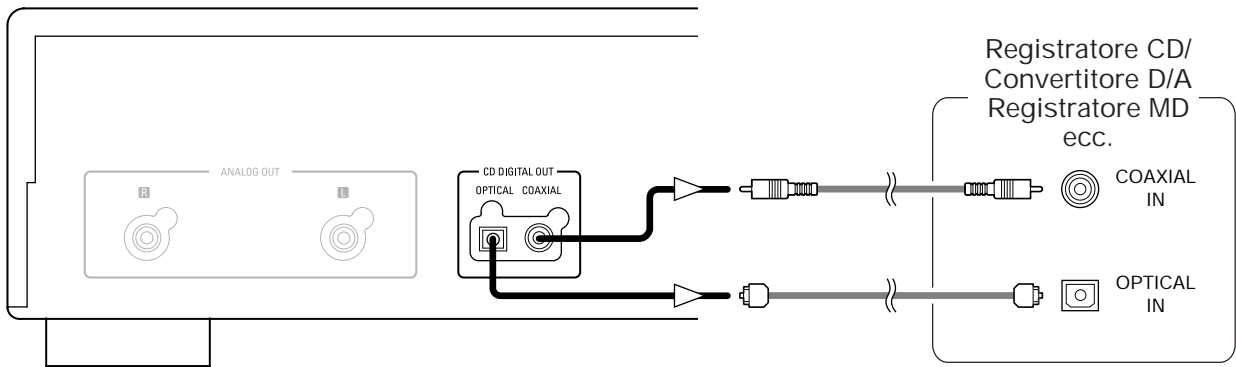 Registratore CD/
Convertitore D/A
Registratore MD
ecc.
ANALOG OUT
R
L
CD DIGITAL OUT
OPTICAL COAXIAL
COAXIAL
IN
OPTICAL
IN